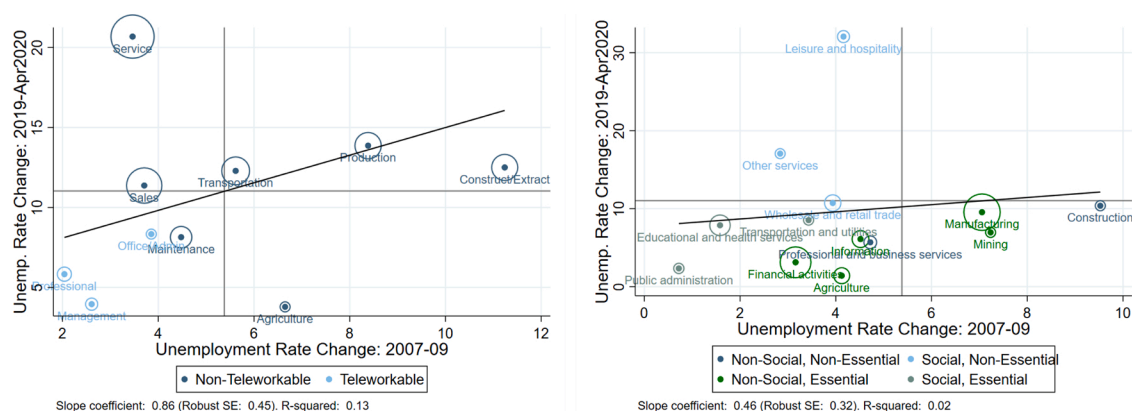 Unemp. Rate Change: 2019-Apr2020
20
15
10
5
Service
Production
Transportation
Construct/Extract
Sales
Office/Admin
Maintenance
Professional
Management
Agriculture
2 4 6 8 10 12
Unemployment Rate Change: 2007-09
Non-Teleworkable Teleworkable
Slope coefficient: 0.86 (Robust SE: 0.45). R-squared: 0.13
Unemp. Rate Change: 2019-Apr2020
30
20
10
0
Leisure and hospitality
Other services
Wholesale and retail trade
Construction
Manufacturing
Transportation and utilities
Educational and health services
Mining
Information
Professional and business services
Financial activities
Public administration
Agriculture
0 2 4 6 8 10
Unemployment Rate Change: 2007-09
Non-Social, Non-Essential Social, Non-Essential
Non-Social, Essential Social, Essential
Slope coefficient: 0.46 (Robust SE: 0.32). R-squared: 0.02